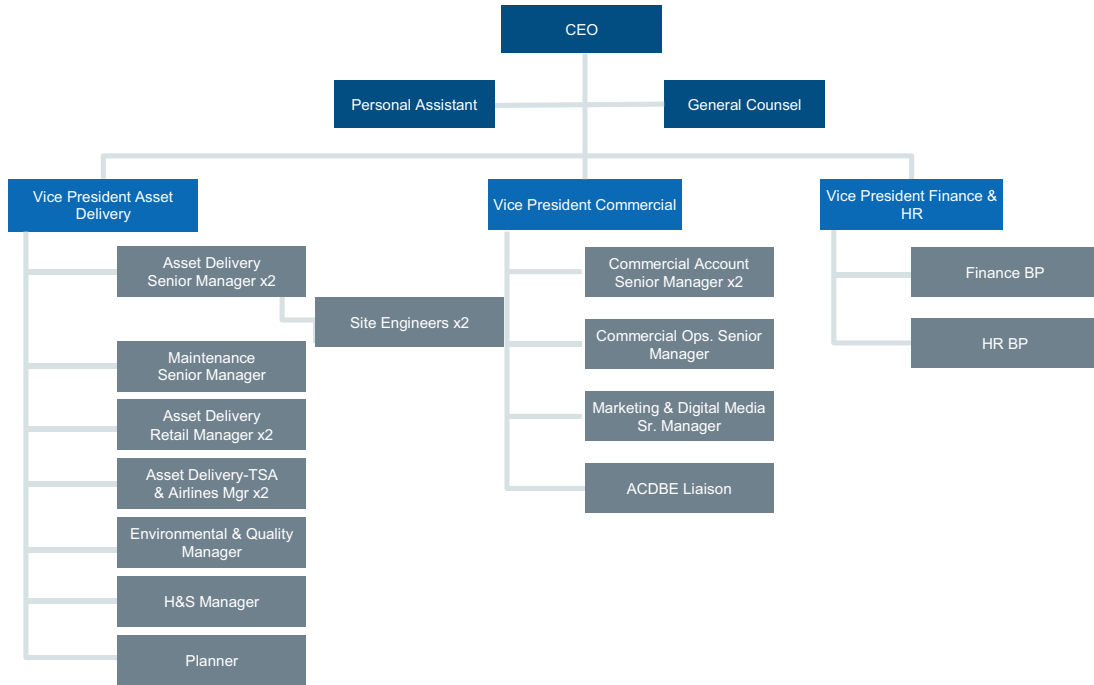 CEO
Personal Assistant
General Counsel
Vice President Asset
Delivery
Vice President Commercial
Vice President Finance &
HR
Asset Delivery
Senior Manager x2
Site Engineers x2
Maintenance
Senior Manager
Asset Delivery
Retail Manager x2
Asset Delivery-TSA
& Airlines Mgr x2
Environmental & Quality
Manager
H&S Manager
Planner
Commercial Account
Senior Manager x2
Commercial Ops. Senior
Manager
Marketing & Digital Media
Sr. Manager
ACDBE Liaison
Finance BP
HR BP